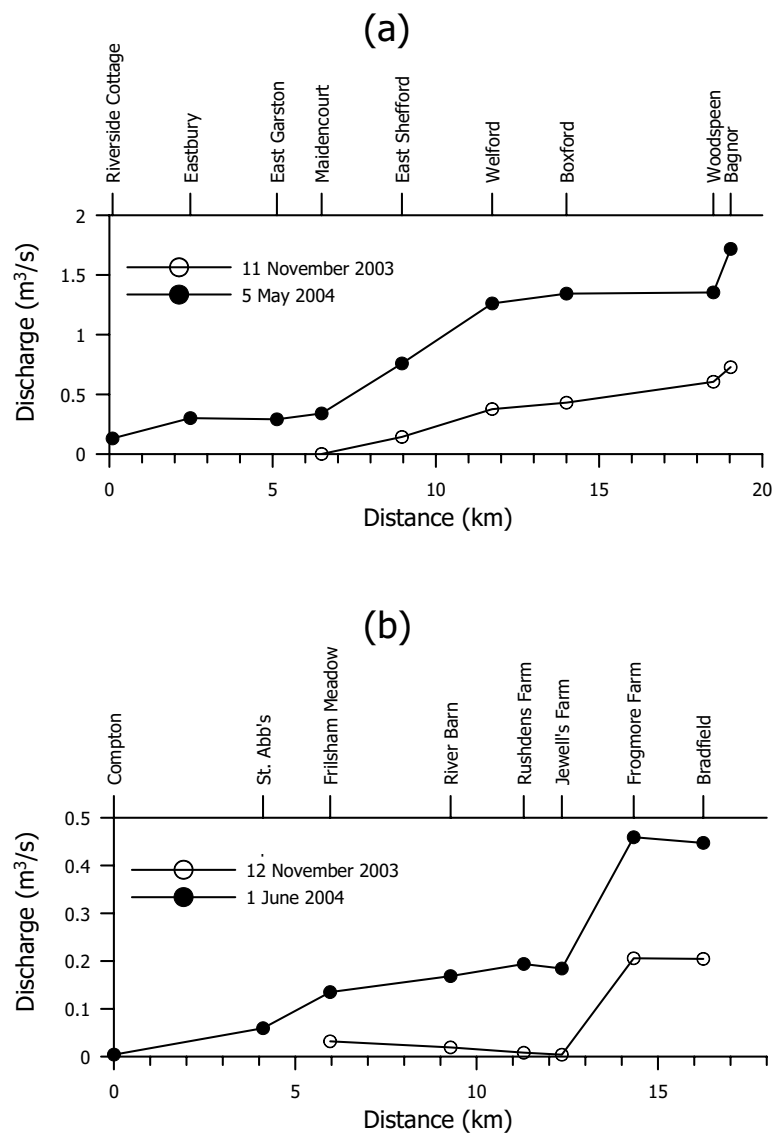 (a)
Riverside Cottage
Eastbury
East Garston
Maidencourt
East Shefford
Welford
Boxford
Woodspeen
Bagnor
2
1.5
1
0.5
0
Discharge (m³/s)
11 November 2003
5 May 2004
0 5 10 15 20
Distance (km)
(b)
Compton
St. Abb's
Frilsham Meadow
River Barn
Rushdens Farm
Jewell's Farm
Frogmore Farm
Bradfield
0.5
0.4
0.3
0.2
0.1
0
Discharge (m³/s)
12 November 2003
1 June 2004
0 5 10 15
Distance (km)